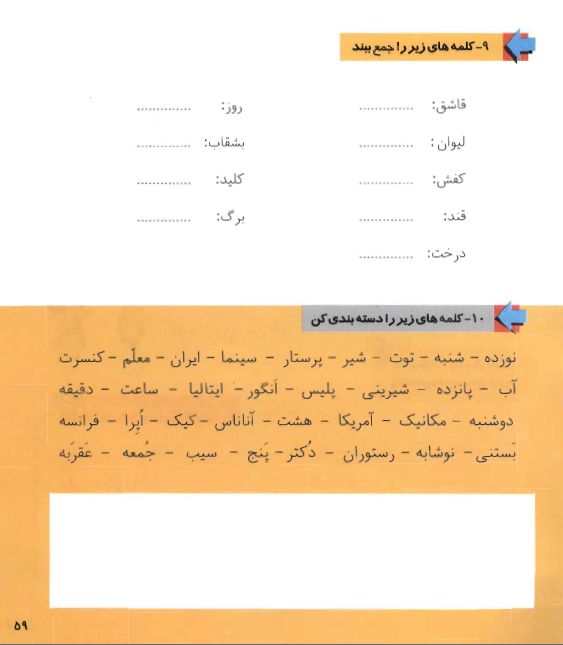 ۹- کلمه های زیر را جمع ببند
قاشق: .............. روز: ..............
لیوان: .............. بشقاب: ..............
کفش: .............. کلید: ..............
قند: .............. برگ: ..............
درخت: ..............
۱۰- کلمه های زیر را دسته بندی کن
نوزده - شنبه - توت - شیر - پرستار - سینما - ایران - معلّم - کنسرت
آب - پانزده - شیرینی - پلیس - اَنگور - ایتالیا - ساعت - دقیقه
دوشنبه - مکانیک - آمریکا - هشت - آناناس - کیک - اُپرا - فرانسه
بَستنی - نوشابه - رستوران - دُکتر - پَنج - سیب - جُمعه - عَقرَبه
۵۹